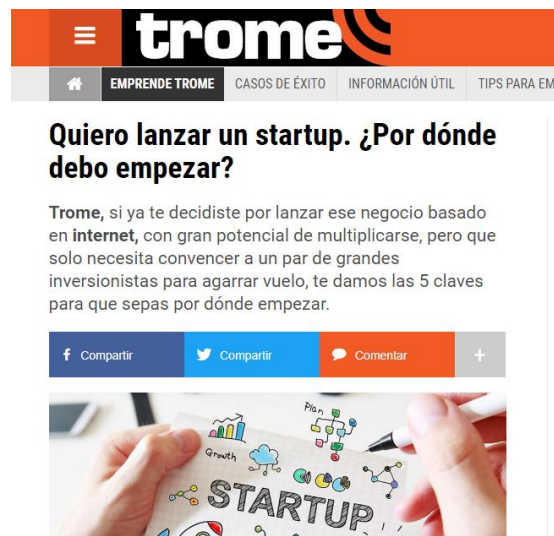 trome
EMPRENDE TROME CASOS DE ÉXITO INFORMACIÓN ÚTIL TIPS PARA EM
Quiero lanzar un startup. ¿Por dónde
debo empezar?
Trome, si ya te decidiste por lanzar ese negocio basado
en internet, con gran potencial de multiplicarse, pero que
solo necesita convencer a un par de grandes
inversionistas para agarrar vuelo, te damos las 5 claves
para que sepas por dónde empezar.
Compartir Compartir Comentar +
Plan
Growth
STARTUP